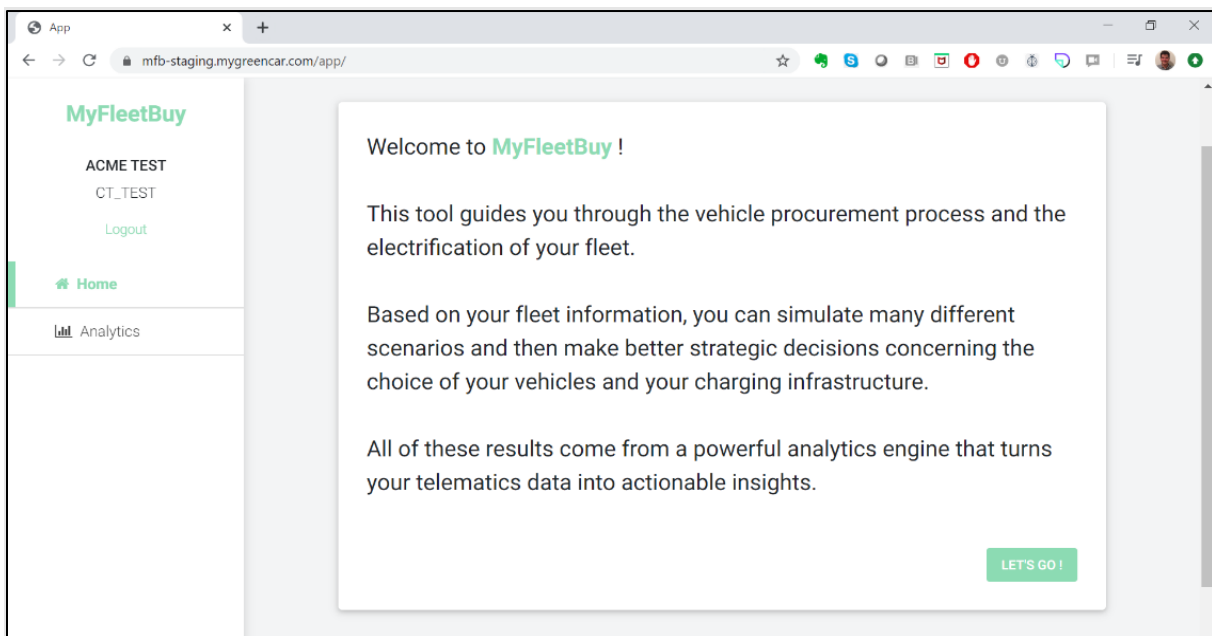 App
mfb-staging.mygreencar.com/app/
MyFleetBuy
ACME TEST
CT_TEST
Logout
Home
Analytics
Welcome to MyFleetBuy !
This tool guides you through the vehicle procurement process and the
electrification of your fleet.
Based on your fleet information, you can simulate many different
scenarios and then make better strategic decisions concerning the
choice of your vehicles and your charging infrastructure.
All of these results come from a powerful analytics engine that turns
your telematics data into actionable insights.
LET'S GO !